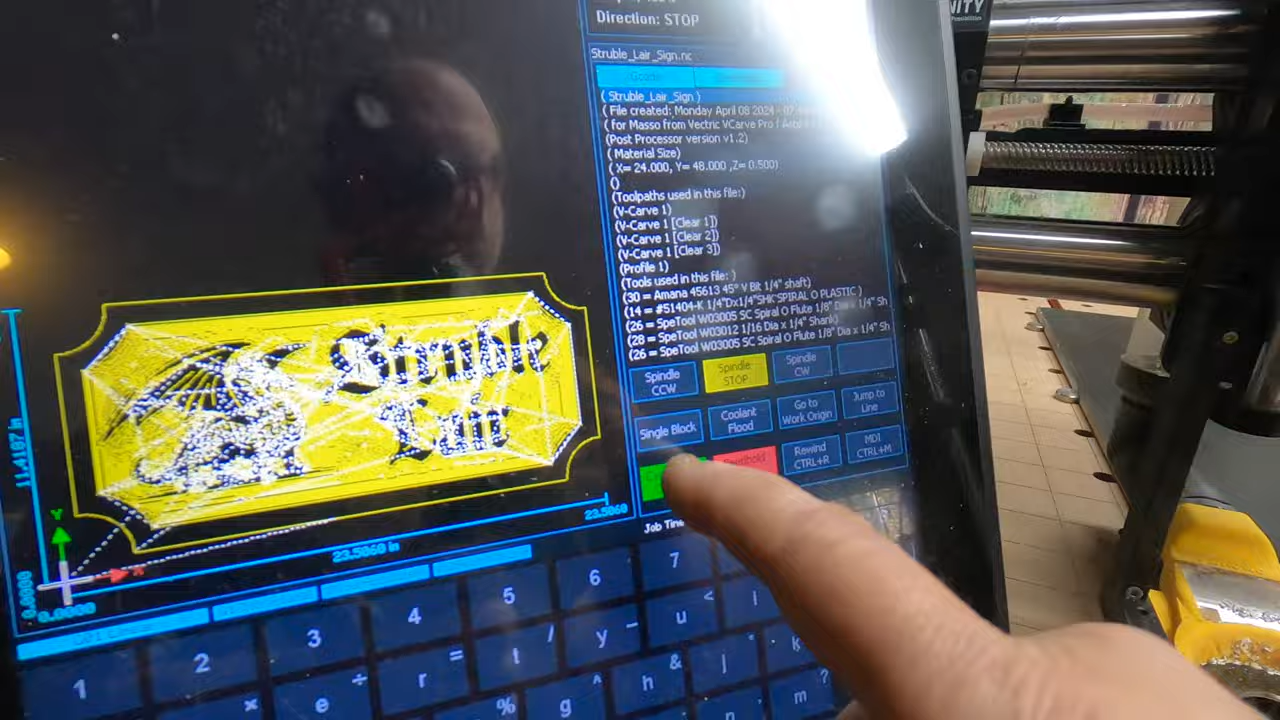 NITY
Possibilities
Direction: STOP
Struble_Lair_Sign.nc
( Struble_Lair_Sign )
( File created: Monday April 08 2024 -
( for Masso from Vectric VCarve Pro
(Post Processor version v1.2)
( Material Size)
( X= 24.000, Y= 48.000 ,Z= 0.500)
()
(Toolpaths used in this file:)
(V-Carve 1)
(V-Carve 1 [Clear 1])
(V-Carve 1 [Clear 2])
(V-Carve 1 [Clear 3])
(Profile 1)
(Tools used in this file: )
(30 = Amana 45613 45° V Bit 1/4" shaft)
(14 = #51404-K 1/4"Dx1/4"SHK"SPIRAL O PLASTIC )
(26 = SpeTool W03005 SC Spiral O Flute 1/8" Dia x 1/4" Sh
(28 = SpeTool W03012 1/16 Dia x 1/4" Shank)
(26 = SpeTool W03005 SC Spiral O Flute 1/8" Dia x 1/4" Sh
Spindle CCW
Spindle STOP
Spindle CW
Single Block
Coolant Flood
Go to Work Origin
Jump to Line
Rewind CTRL+R
MDI CTRL+M
Job Time
Struble
Lair
11.4187 in
23.5060
23.5060 in
Y
X
0.0000
0.0000
1 2 3 4 5 6 7
e ÷ r = t / y - u <
% g ^ h & j k
n m ?